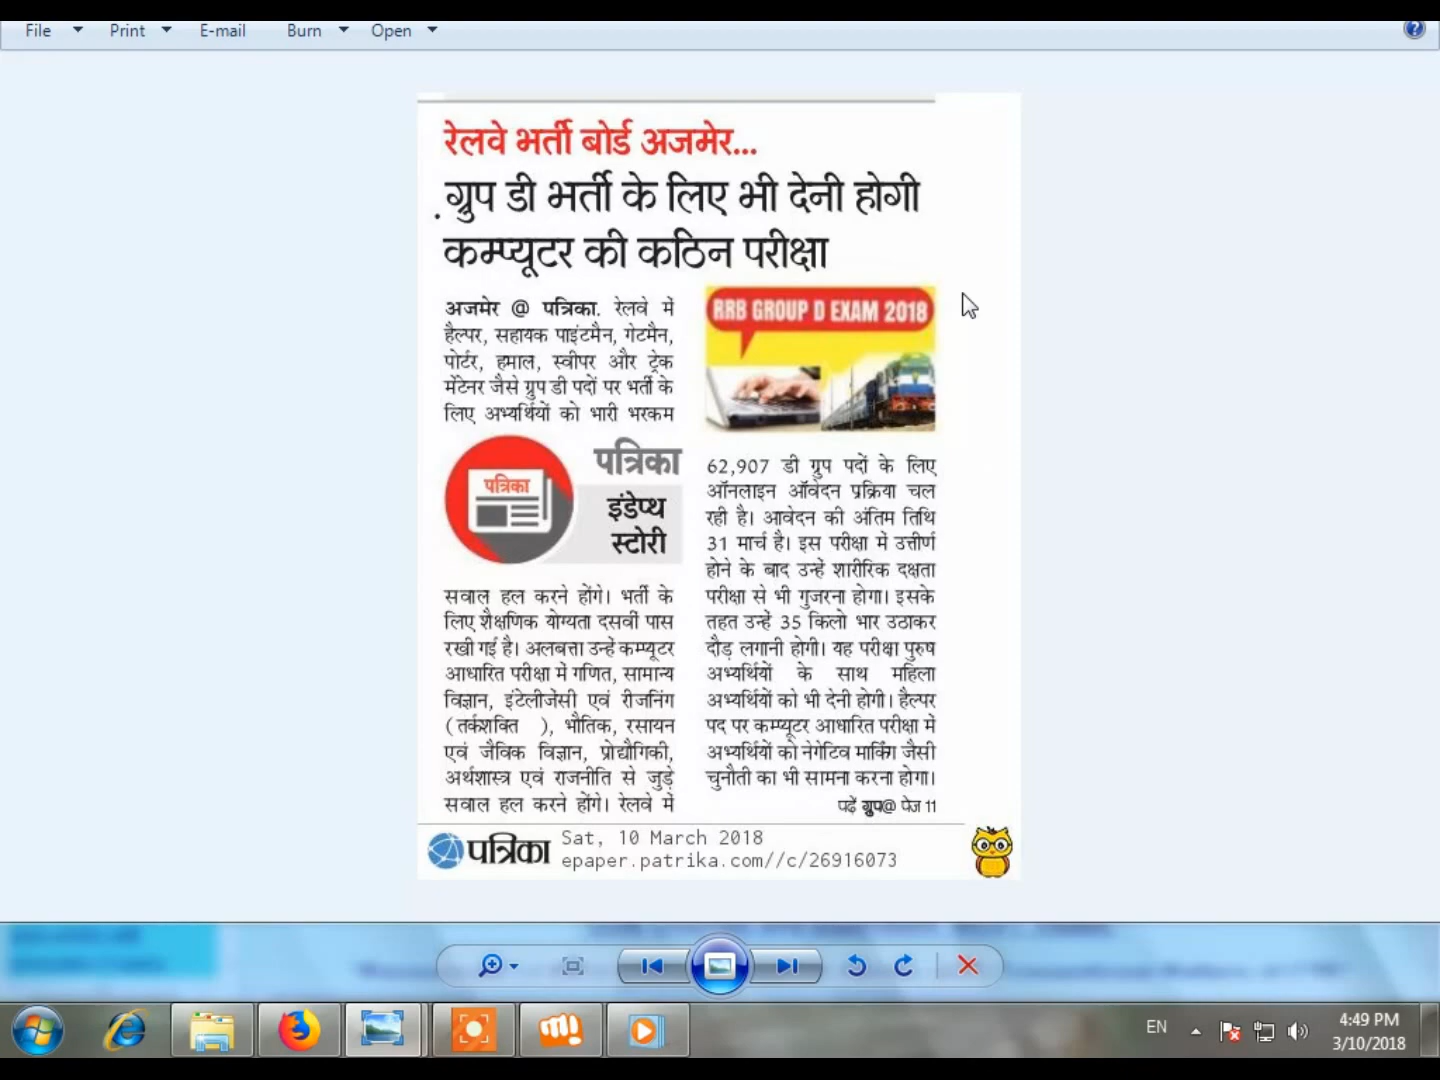 File Print E-mail Burn Open
रेलवे भर्ती बोर्ड अजमेर...
ग्रुप डी भर्ती के लिए भी देनी होगी
कम्प्यूटर की कठिन परीक्षा
अजमेर @ पत्रिका. रेलवे में
हैल्पर, सहायक पाइंटमैन, गेटमैन,
पोर्टर, हमाल, स्वीपर और ट्रेक
मेंटेनर जैसे ग्रुप डी पदों पर भर्ती के
लिए अभ्यर्थियों को भारी भरकम
पत्रिका
पत्रिका
इंडेप्थ
स्टोरी
सवाल हल करने होंगे। भर्ती के
लिए शैक्षणिक योग्यता दसवीं पास
रखी गई है। अलबत्ता उन्हें कम्प्यूटर
आधारित परीक्षा में गणित, सामान्य
विज्ञान, इंटेलीजेंसी एवं रीजनिंग
( तर्कशक्ति ), भौतिक, रसायन
एवं जैविक विज्ञान, प्रोद्यौगिकी,
अर्थशास्त्र एवं राजनीति से जुड़े
सवाल हल करने होंगे। रेलवे में
RRB GROUP D EXAM 2018
62,907 डी ग्रुप पदों के लिए
ऑनलाइन ऑवेदन प्रक्रिया चल
रही है। आवेदन की अंतिम तिथि
31 मार्च है। इस परीक्षा में उत्तीर्ण
होने के बाद उन्हें शारीरिक दक्षता
परीक्षा से भी गुजरना होगा। इसके
तहत उन्हें 35 किलो भार उठाकर
दौड़ लगानी होगी। यह परीक्षा पुरुष
अभ्यर्थियों के साथ महिला
अभ्यर्थियों को भी देनी होगी। हैल्पर
पद पर कम्प्यूटर आधारित परीक्षा में
अभ्यर्थियों को नेगेटिव मार्किंग जैसी
चुनौती का भी सामना करना होगा।
पढ़ें ग्रुप@ पेज 11
पत्रिका
Sat, 10 March 2018
epaper.patrika.com//c/26916073
EN
4:49 PM
3/10/2018